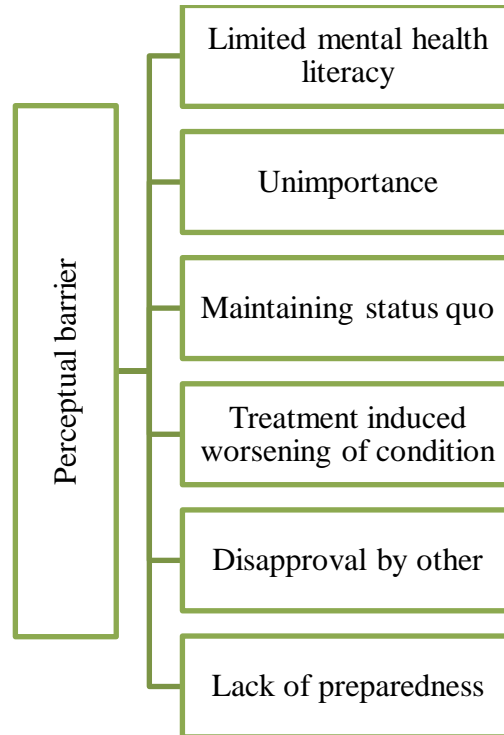 Perceptual barrier
Limited mental health
literacy
Unimportance
Maintaining status quo
Treatment induced
worsening of condition
Disapproval by other
Lack of preparedness